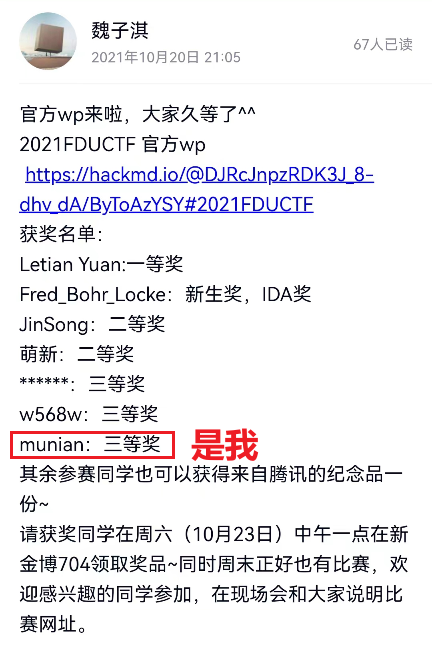 魏子淇
2021年10月20日 21:05
67人已读
官方wp来啦，大家久等了^^
2021FDUCTF 官方wp
https://hackmd.io/@DJRcJnpzRDK3J_8-
dhv_dA/ByToAzYSY#2021FDUCTF
获奖名单：
Letian Yuan:一等奖
Fred_Bohr_Locke：新生奖，IDA奖
JinSong：二等奖
萌新：二等奖
******：三等奖
w568w：三等奖
munian：三等奖 是我
其余参赛同学也可以获得来自腾讯的纪念品一
份~
请获奖同学在周六（10月23日）中午一点在新
金博704领取奖品~同时周末正好也有比赛，欢
迎感兴趣的同学参加，在现场会和大家说明比
赛网址。